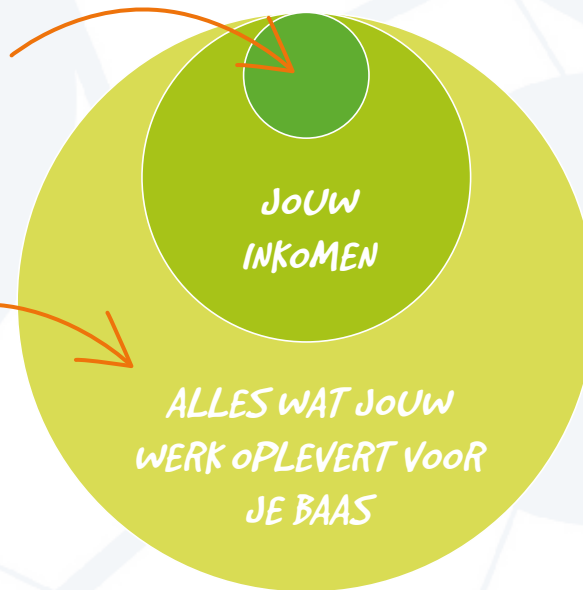 JOUW
INKOMEN
ALLES WAT JOUW
WERK OPLEVERT VOOR
JE BAAS